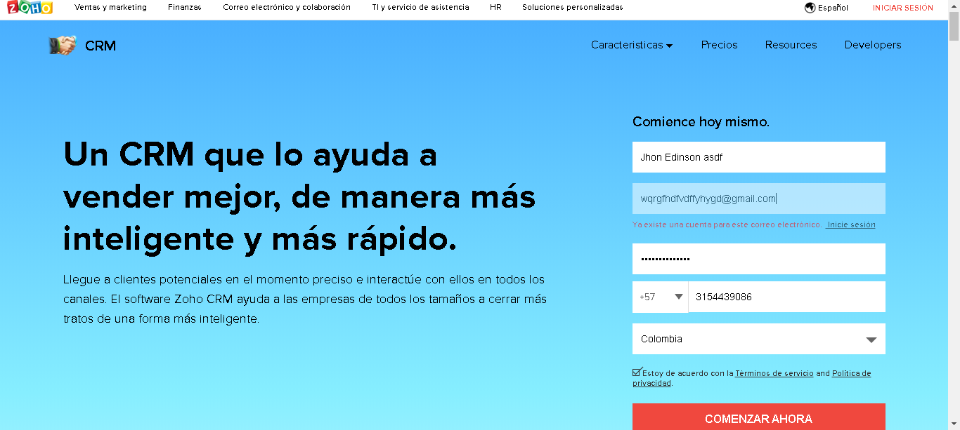 ZOHO Ventas y marketing Finanzas Correo electrónico y colaboración TI y servicio de asistencia HR Soluciones personalizadas Español INICIAR SESIÓN
CRM Características Precios Resources Developers
Un CRM que lo ayuda a
vender mejor, de manera más
inteligente y más rápido.
Llegue a clientes potenciales en el momento preciso e interactúe con ellos en todos los
canales. El software Zoho CRM ayuda a las empresas de todos los tamaños a cerrar más
tratos de una forma más inteligente.
Comience hoy mismo.
Jhon Edinson asdf
wqrgfhdfvdffyhygd@gmail.com
Ya existe una cuenta para este correo electrónico. Inicie sesión
••••••••••••••
+57 3154439086
Colombia
Estoy de acuerdo con la Términos de servicio and Política de
privacidad.
COMENZAR AHORA